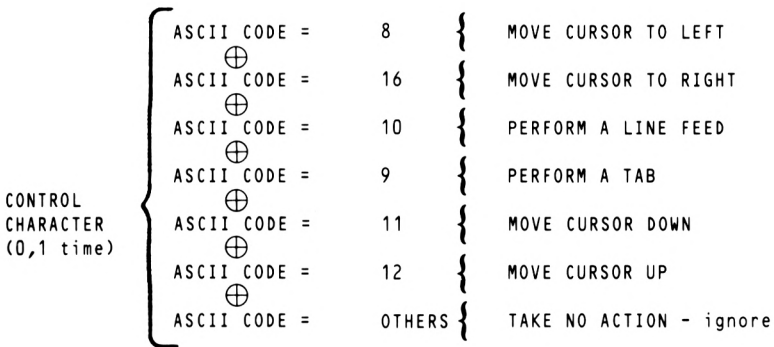 ASCII CODE = 8 MOVE CURSOR TO LEFT
ASCII CODE = 16 MOVE CURSOR TO RIGHT
ASCII CODE = 10 PERFORM A LINE FEED
ASCII CODE = 9 PERFORM A TAB
CONTROL
CHARACTER
(0,1 time)
ASCII CODE = 11 MOVE CURSOR DOWN
ASCII CODE = 12 MOVE CURSOR UP
ASCII CODE = OTHERS TAKE NO ACTION - ignore